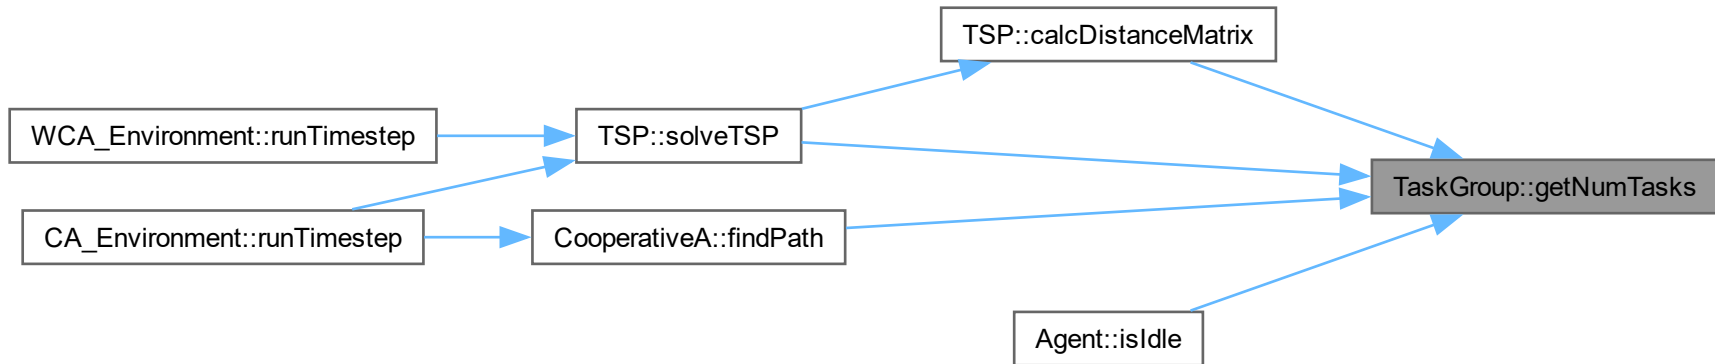 TSP::calcDistanceMatrix
WCA_Environment::runTimestep
TSP::solveTSP
TaskGroup::getNumTasks
CA_Environment::runTimestep
CooperativeA::findPath
Agent::isIdle